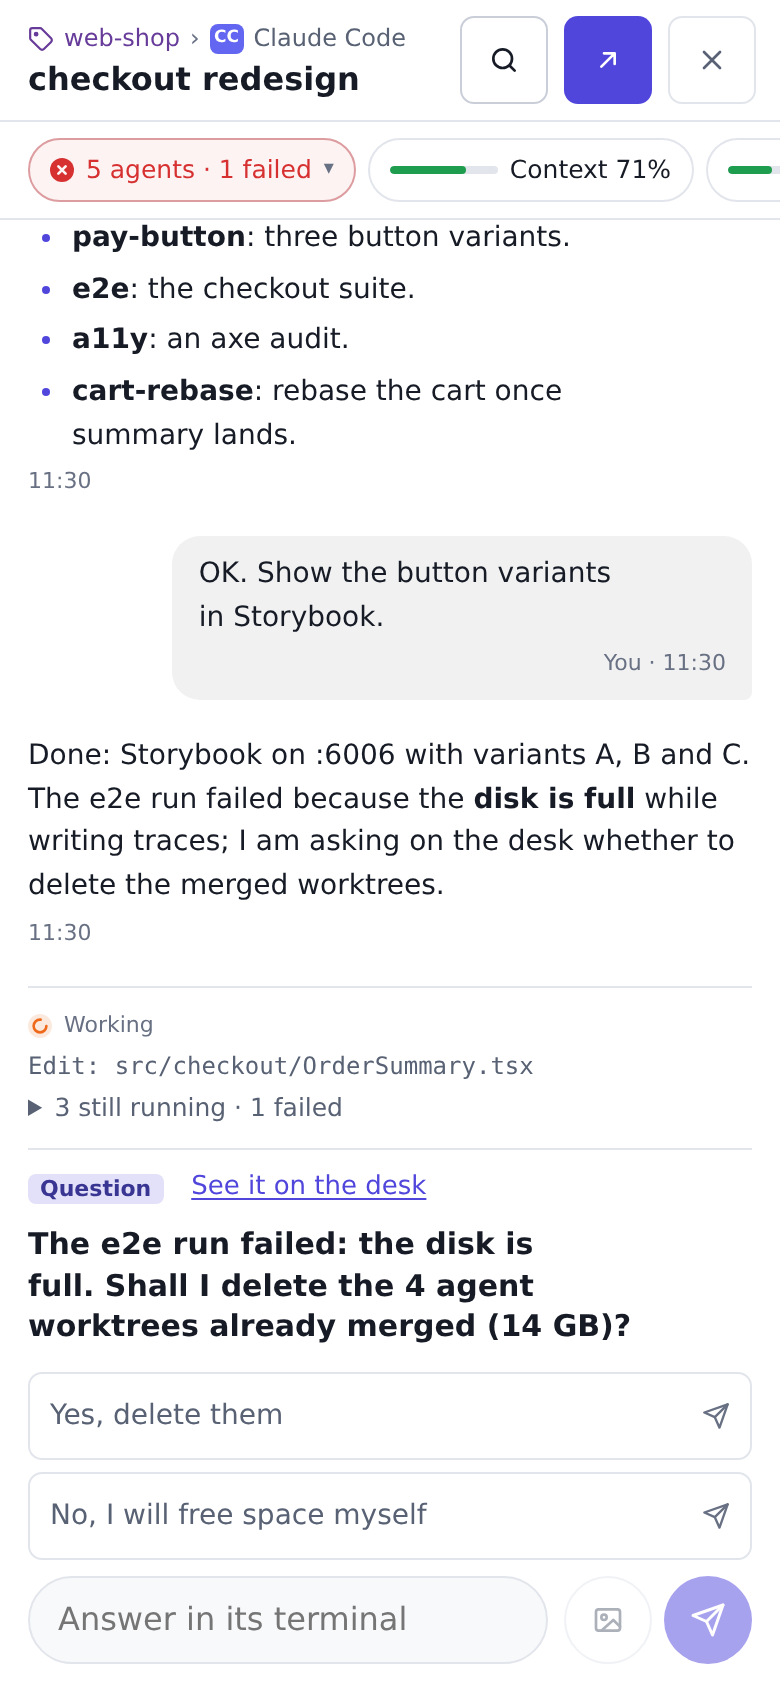 web-shop › CC Claude Code
checkout redesign
5 agents · 1 failed ▾
Context 71%
• pay-button: three button variants.
• e2e: the checkout suite.
• a11y: an axe audit.
• cart-rebase: rebase the cart once
summary lands.
11:30
OK. Show the button variants
in Storybook.
You · 11:30
Done: Storybook on :6006 with variants A, B and C.
The e2e run failed because the disk is full while
writing traces; I am asking on the desk whether to
delete the merged worktrees.
11:30
Working
Edit: src/checkout/OrderSummary.tsx
▶ 3 still running · 1 failed
Question See it on the desk
The e2e run failed: the disk is
full. Shall I delete the 4 agent
worktrees already merged (14 GB)?
Yes, delete them
No, I will free space myself
Answer in its terminal